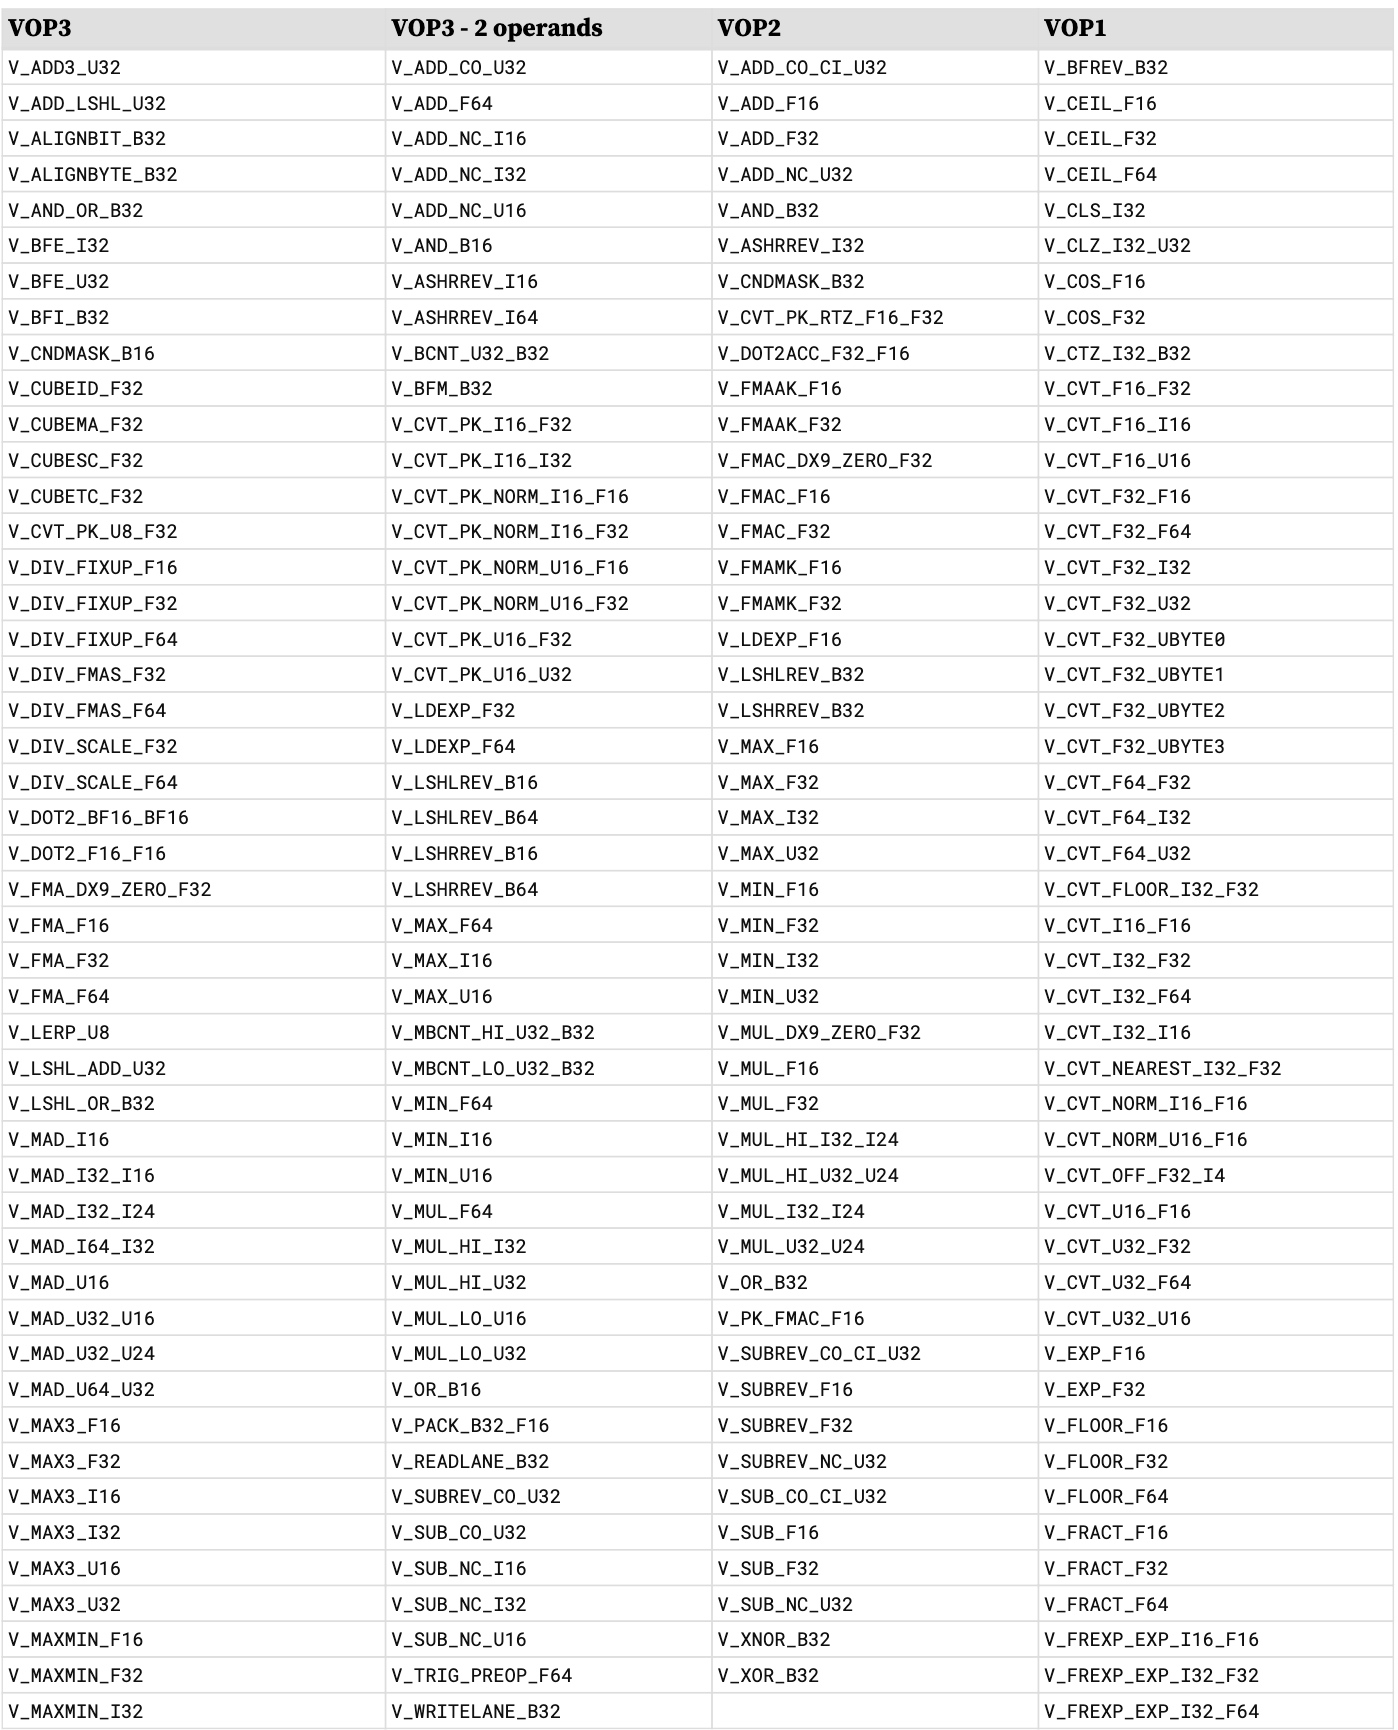 VOP3 VOP3 - 2 operands VOP2 VOP1
V_ADD3_U32 V_ADD_CO_U32 V_ADD_CO_CI_U32 V_BFREV_B32
V_ADD_LSHL_U32 V_ADD_F64 V_ADD_F16 V_CEIL_F16
V_ALIGNBIT_B32 V_ADD_NC_I16 V_ADD_F32 V_CEIL_F32
V_ALIGNBYTE_B32 V_ADD_NC_I32 V_ADD_NC_U32 V_CEIL_F64
V_AND_OR_B32 V_ADD_NC_U16 V_AND_B32 V_CLS_I32
V_BFE_I32 V_AND_B16 V_ASHRREV_I32 V_CLZ_I32_U32
V_BFE_U32 V_ASHRREV_I16 V_CNDMASK_B32 V_COS_F16
V_BFI_B32 V_ASHRREV_I64 V_CVT_PK_RTZ_F16_F32 V_COS_F32
V_CNDMASK_B16 V_BCNT_U32_B32 V_DOT2ACC_F32_F16 V_CTZ_I32_B32
V_CUBEID_F32 V_BFM_B32 V_FMAAK_F16 V_CVT_F16_F32
V_CUBEMA_F32 V_CVT_PK_I16_F32 V_FMAAK_F32 V_CVT_F16_I16
V_CUBESC_F32 V_CVT_PK_I16_I32 V_FMAC_DX9_ZERO_F32 V_CVT_F16_U16
V_CUBETC_F32 V_CVT_PK_NORM_I16_F16 V_FMAC_F16 V_CVT_F32_F16
V_CVT_PK_U8_F32 V_CVT_PK_NORM_I16_F32 V_FMAC_F32 V_CVT_F32_F64
V_DIV_FIXUP_F16 V_CVT_PK_NORM_U16_F16 V_FMAMK_F16 V_CVT_F32_I32
V_DIV_FIXUP_F32 V_CVT_PK_NORM_U16_F32 V_FMAMK_F32 V_CVT_F32_U32
V_DIV_FIXUP_F64 V_CVT_PK_U16_F32 V_LDEXP_F16 V_CVT_F32_UBYTE0
V_DIV_FMAS_F32 V_CVT_PK_U16_U32 V_LSHLREV_B32 V_CVT_F32_UBYTE1
V_DIV_FMAS_F64 V_LDEXP_F32 V_LSHRREV_B32 V_CVT_F32_UBYTE2
V_DIV_SCALE_F32 V_LDEXP_F64 V_MAX_F16 V_CVT_F32_UBYTE3
V_DIV_SCALE_F64 V_LSHLREV_B16 V_MAX_F32 V_CVT_F64_F32
V_DOT2_BF16_BF16 V_LSHLREV_B64 V_MAX_I32 V_CVT_F64_I32
V_DOT2_F16_F16 V_LSHRREV_B16 V_MAX_U32 V_CVT_F64_U32
V_FMA_DX9_ZERO_F32 V_LSHRREV_B64 V_MIN_F16 V_CVT_FLOOR_I32_F32
V_FMA_F16 V_MAX_F64 V_MIN_F32 V_CVT_I16_F16
V_FMA_F32 V_MAX_I16 V_MIN_I32 V_CVT_I32_F32
V_FMA_F64 V_MAX_U16 V_MIN_U32 V_CVT_I32_F64
V_LERP_U8 V_MBCNT_HI_U32_B32 V_MUL_DX9_ZERO_F32 V_CVT_I32_I16
V_LSHL_ADD_U32 V_MBCNT_LO_U32_B32 V_MUL_F16 V_CVT_NEAREST_I32_F32
V_LSHL_OR_B32 V_MIN_F64 V_MUL_F32 V_CVT_NORM_I16_F16
V_MAD_I16 V_MIN_I16 V_MUL_HI_I32_I24 V_CVT_NORM_U16_F16
V_MAD_I32_I16 V_MIN_U16 V_MUL_HI_U32_U24 V_CVT_OFF_F32_I4
V_MAD_I32_I24 V_MUL_F64 V_MUL_I32_I24 V_CVT_U16_F16
V_MAD_I64_I32 V_MUL_HI_I32 V_MUL_U32_U24 V_CVT_U32_F32
V_MAD_U16 V_MUL_HI_U32 V_OR_B32 V_CVT_U32_F64
V_MAD_U32_U16 V_MUL_LO_U16 V_PK_FMAC_F16 V_CVT_U32_U16
V_MAD_U32_U24 V_MUL_LO_U32 V_SUBREV_CO_CI_U32 V_EXP_F16
V_MAD_U64_U32 V_OR_B16 V_SUBREV_F16 V_EXP_F32
V_MAX3_F16 V_PACK_B32_F16 V_SUBREV_F32 V_FLOOR_F16
V_MAX3_F32 V_READLANE_B32 V_SUBREV_NC_U32 V_FLOOR_F32
V_MAX3_I16 V_SUBREV_CO_U32 V_SUB_CO_CI_U32 V_FLOOR_F64
V_MAX3_I32 V_SUB_CO_U32 V_SUB_F16 V_FRACT_F16
V_MAX3_U16 V_SUB_NC_I16 V_SUB_F32 V_FRACT_F32
V_MAX3_U32 V_SUB_NC_I32 V_SUB_NC_U32 V_FRACT_F64
V_MAXMIN_F16 V_SUB_NC_U16 V_XNOR_B32 V_FREXP_EXP_I16_F16
V_MAXMIN_F32 V_TRIG_PREOP_F64 V_XOR_B32 V_FREXP_EXP_I32_F32
V_MAXMIN_I32 V_WRITELANE_B32 V_FREXP_EXP_I32_F64